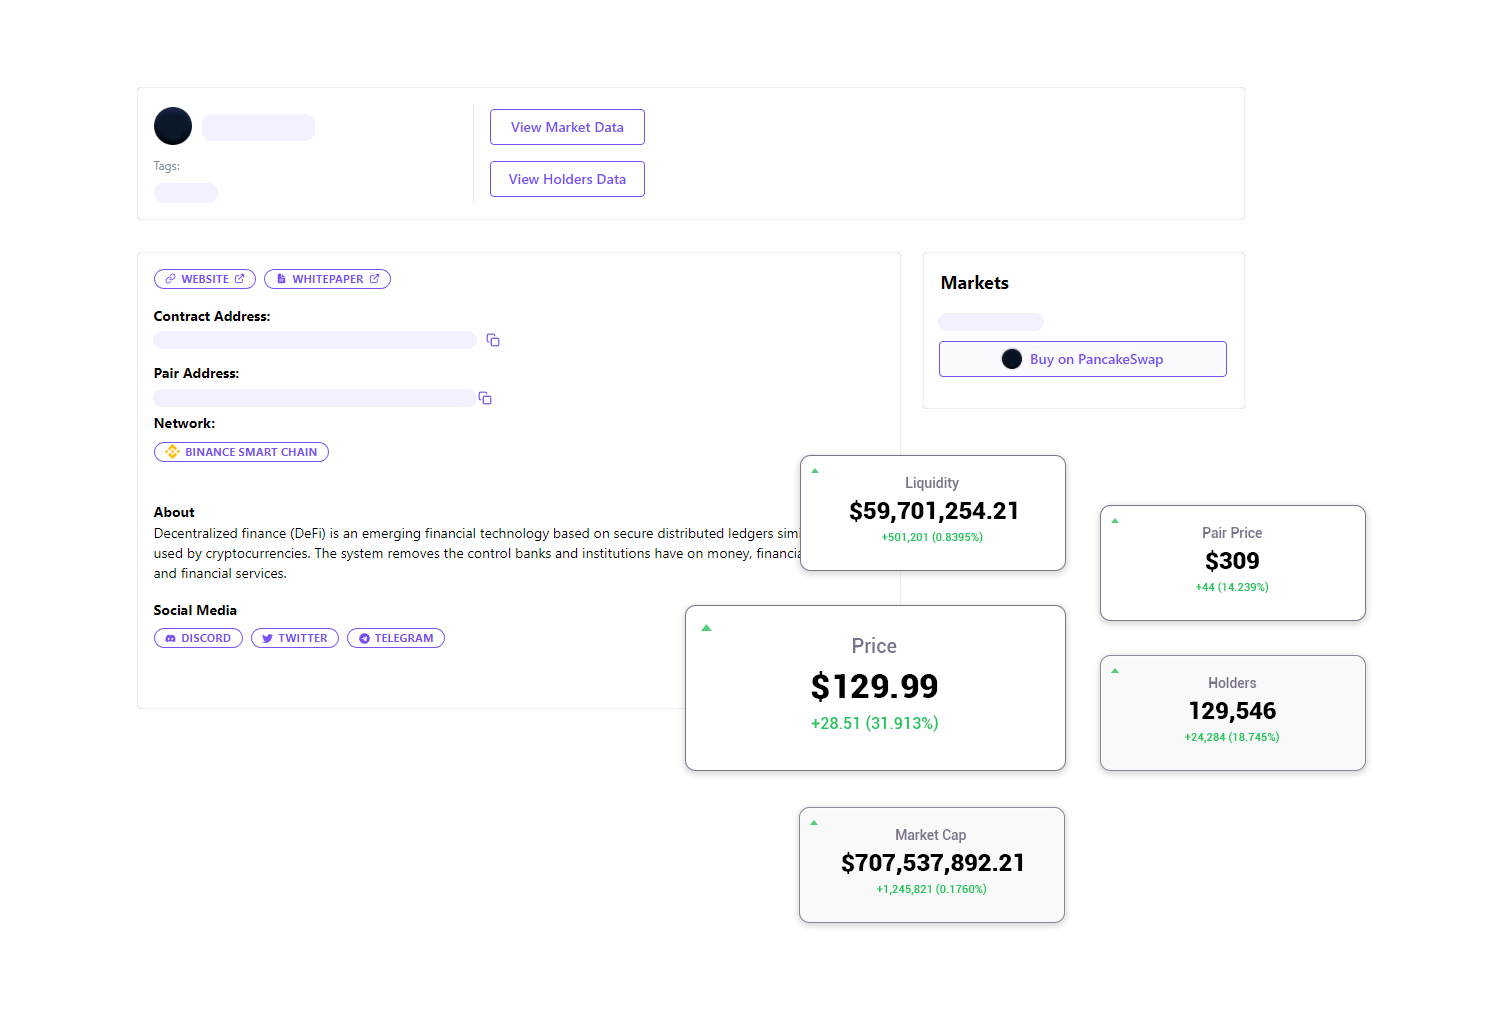 View Market Data
Tags:
View Holders Data
WEBSITE
WHITEPAPER
Contract Address:
Pair Address:
Network:
BINANCE SMART CHAIN
About
Decentralized finance (DeFi) is an emerging financial technology based on secure distributed ledgers
used by cryptocurrencies. The system removes the control banks and institutions have on money,
and financial services.
Social Media
DISCORD
TWITTER
TELEGRAM
Markets
Buy on PancakeSwap
Liquidity
$59,701,254.21
+501,201 (0.8395%)
Pair Price
$309
+44 (14.239%)
Price
$129.99
+28.51 (31.913%)
Holders
129,546
+24,284 (18.745%)
Market Cap
$707,537,892.21
+1,245,821 (0.1760%)